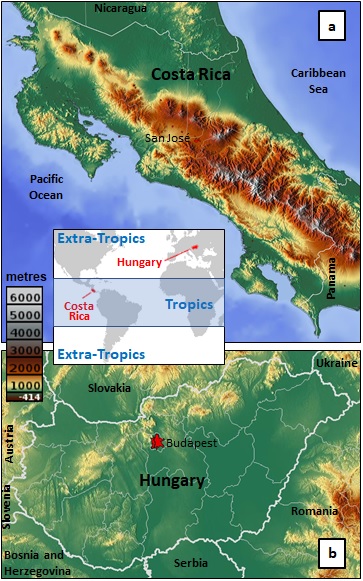 Nicaragua
a
Costa Rica
Caribbean
Sea
San José
Pacific
Ocean
Panama
Extra-Tropics
Hungary
Costa
Rica
Tropics
Extra-Tropics
metres
6000
5000
4000
3000
2000
1000
-414
Ukraine
Slovakia
Austria
Budapest
Hungary
Slovenia
Romania
Bosnia and
Herzegovina
Serbia
b